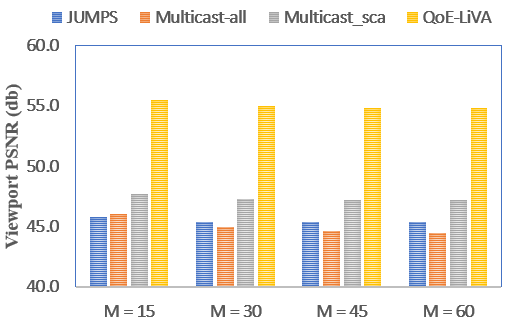 JUMPS Multicast-all Multicast_sca QoE-LiVA
Viewport PSNR (db)
60.0
55.0
50.0
45.0
40.0
M = 15 M = 30 M = 45 M = 60